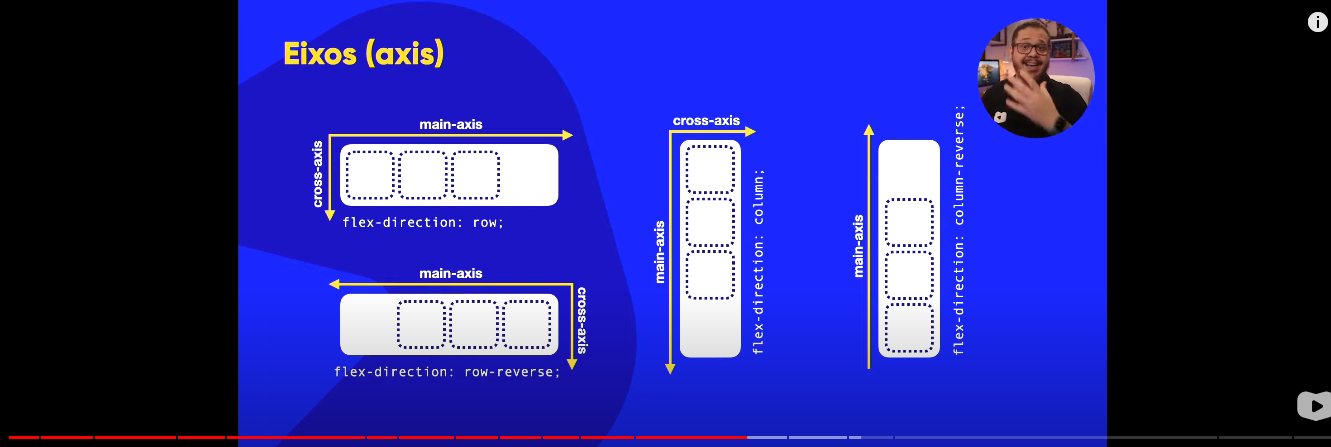 Eixos (axis)
main-axis
cross-axis
flex-direction: row;
main-axis
cross-axis
flex-direction: row-reverse;
cross-axis
main-axis
flex-direction: column;
main-axis
flex-direction: column-reverse;